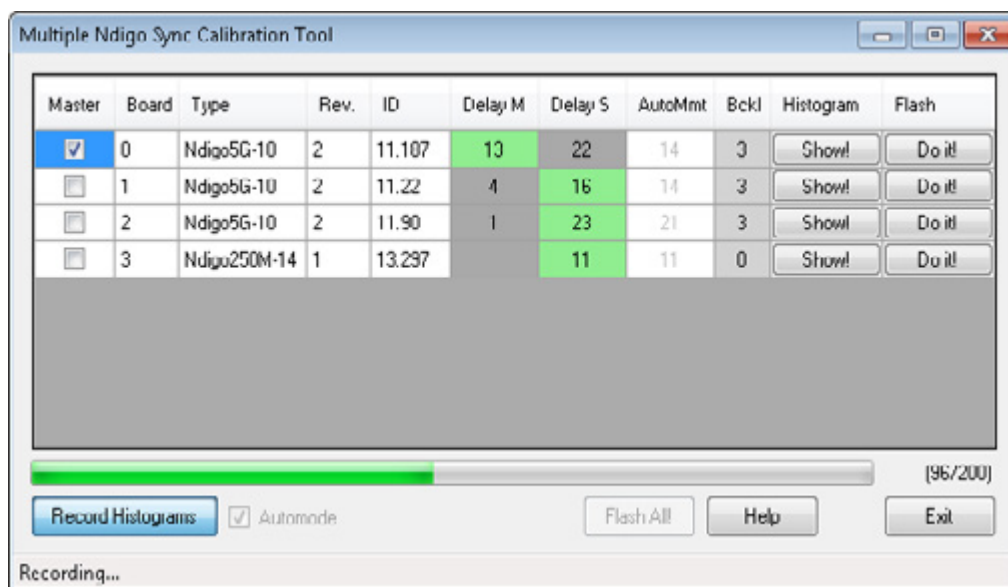 Multiple Ndigo Sync Calibration Tool
Master Board Type Rev. ID Delay M Delay S AutoMmt Bckl Histogram Flash
0 Ndigo5G-10 2 11.107 13 22 14 3 Show! Do it!
1 Ndigo5G-10 2 11.22 4 16 14 3 Show! Do it!
2 Ndigo5G-10 2 11.90 1 23 21 3 Show! Do it!
3 Ndigo250M-14 1 13.297 11 11 0 Show! Do it!
(96/200)
Record Histograms Automode Flash All! Help Exit
Recording...